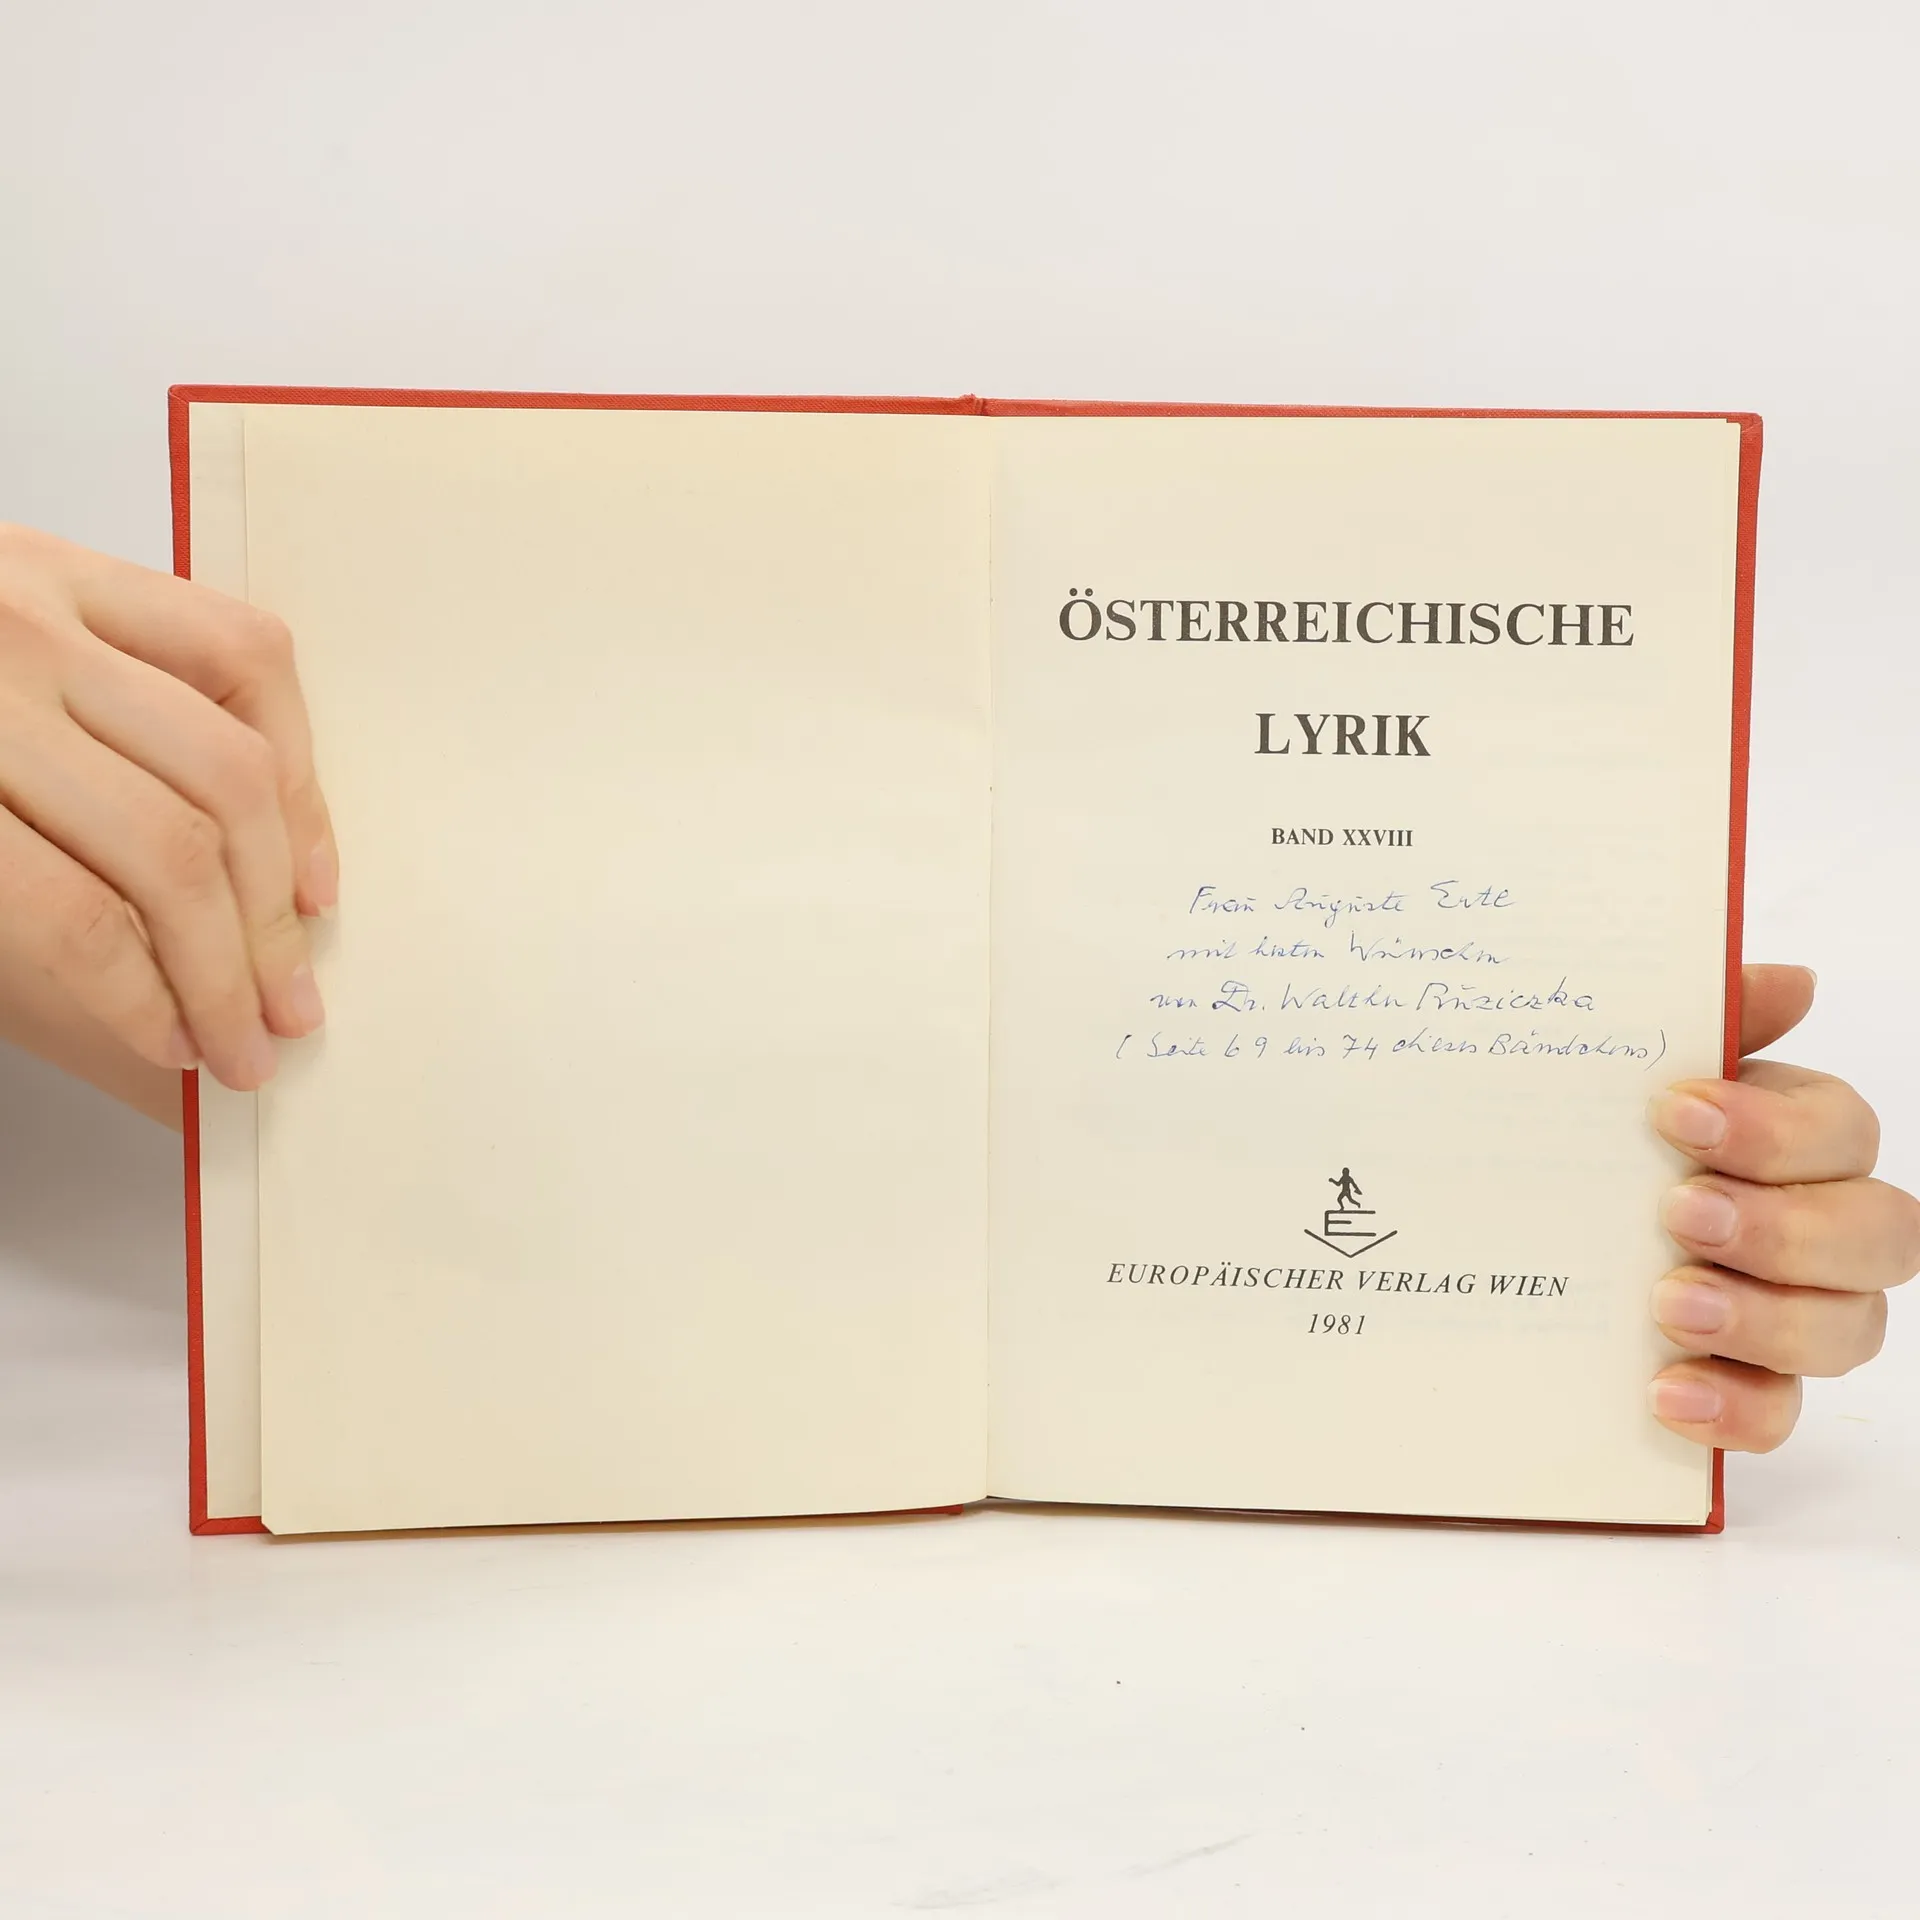 ÖSTERREICHISCHE
LYRIK
BAND XXVIII
Frau Auguste Ertl
mit besten Wünschen
von Dr. Walther Ruziczka
(Seite 69 bis 74 dieses Bändchens)
E
EUROPÄISCHER VERLAG WIEN
1981